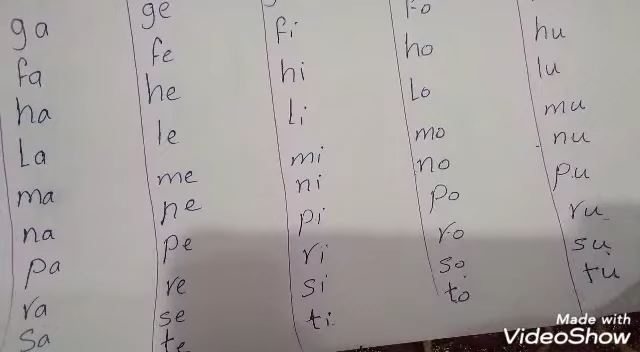 ga
fa
ha
La
ma
na
pa
ra
sa
ge
fe
he
le
me
ne
pe
re
se
te
fi
hi
Li
mi
ni
pi
ri
si
ti
Fo
ho
Lo
mo
no
po
ro
so
to
hu
lu
mu
nu
pu
ru
su
tu
Made with
VideoShow